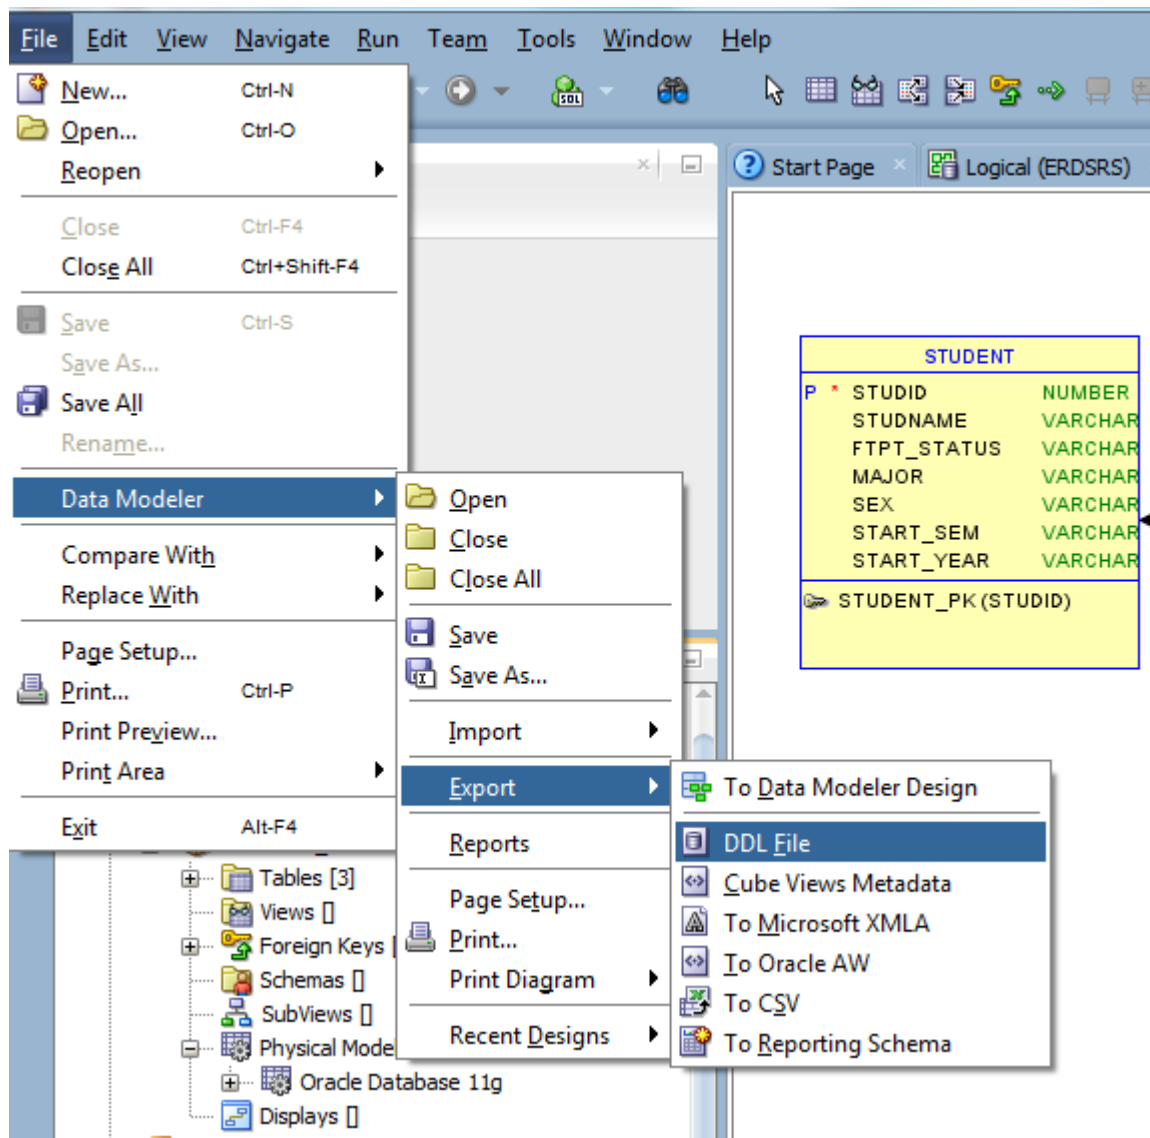 File Edit View Navigate Run Team Tools Window Help
New... Ctrl-N
Open... Ctrl-O
Reopen
Close Ctrl-F4
Close All Ctrl+Shift-F4
Save Ctrl-S
Save As...
Save All
Rename...
Data Modeler
Compare With
Replace With
Page Setup...
Print... Ctrl-P
Print Preview...
Print Area
Exit Alt-F4
Open
Close
Close All
Save
Save As...
Import
Export
Reports
Page Setup...
Print...
Print Diagram
Recent Designs
To Data Modeler Design
DDL File
Cube Views Metadata
To Microsoft XMLA
To Oracle AW
To CSV
To Reporting Schema
SQL
Start Page Logical (ERDSRS)
STUDENT
P * STUDID NUMBER
STUDNAME VARCHAR
FTPT_STATUS VARCHAR
MAJOR VARCHAR
SEX VARCHAR
START_SEM VARCHAR
START_YEAR VARCHAR
STUDENT_PK (STUDID)
Tables [3]
Views []
Foreign Keys [
Schemas []
SubViews []
Physical Mode
Oracle Database 11g
Displays []